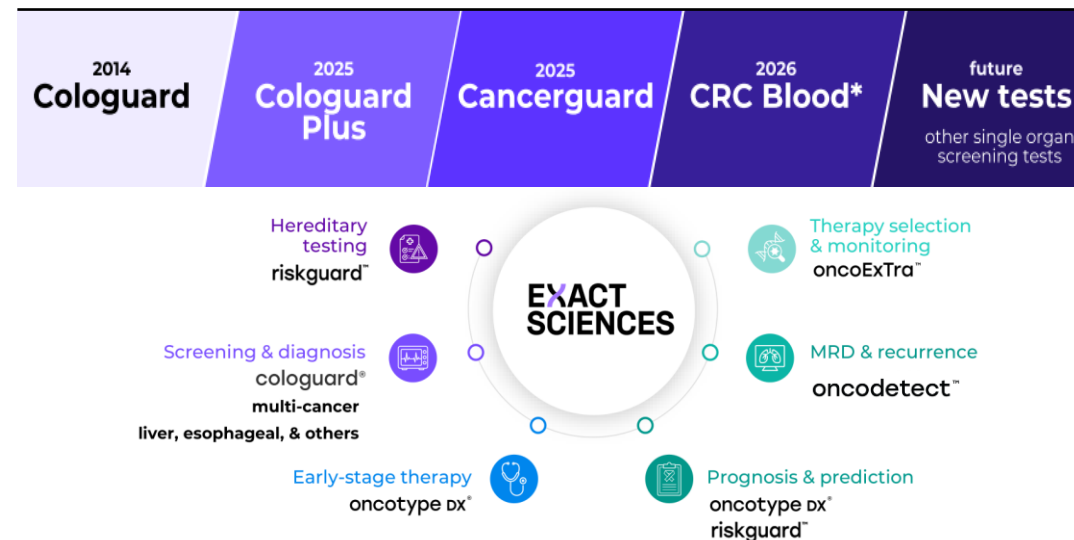 2014
Cologuard
2025
Cologuard
Plus
2025
Cancerguard
2026
CRC Blood*
future
New tests
other single organ
screening tests
Hereditary
testing
riskguard™
Screening & diagnosis
cologuard®
multi-cancer
liver, esophageal, & others
Early-stage therapy
oncotype DX®
EXACT
SCIENCES
Therapy selection
& monitoring
oncoExTra™
MRD & recurrence
oncodetect™
Prognosis & prediction
oncotype DX®
riskguard™